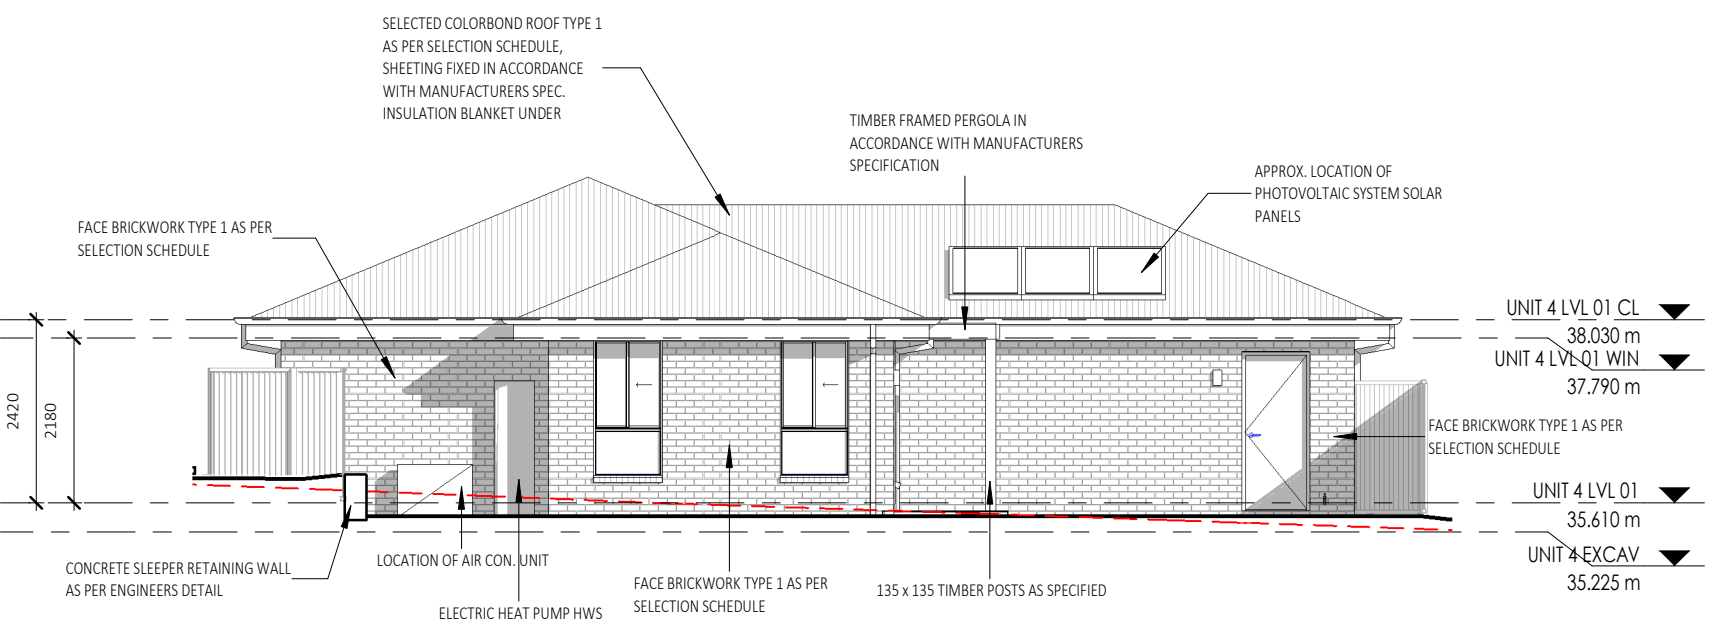 SELECTED COLORBOND ROOF TYPE 1
AS PER SELECTION SCHEDULE,
SHEETING FIXED IN ACCORDANCE
WITH MANUFACTURERS SPEC.
INSULATION BLANKET UNDER
TIMBER FRAMED PERGOLA IN
ACCORDANCE WITH MANUFACTURERS
SPECIFICATION
APPROX. LOCATION OF
PHOTOVOLTAIC SYSTEM SOLAR
PANELS
FACE BRICKWORK TYPE 1 AS PER
SELECTION SCHEDULE
UNIT 4 LVL 01 CL
38.030 m
UNIT 4 LVL 01 WIN
37.790 m
2420
2180
FACE BRICKWORK TYPE 1 AS PER
SELECTION SCHEDULE
UNIT 4 LVL 01
35.610 m
UNIT 4 EXCAV
35.225 m
CONCRETE SLEEPER RETAINING WALL
AS PER ENGINEERS DETAIL
LOCATION OF AIR CON. UNIT
ELECTRIC HEAT PUMP HWS
FACE BRICKWORK TYPE 1 AS PER
SELECTION SCHEDULE
135 x 135 TIMBER POSTS AS SPECIFIED